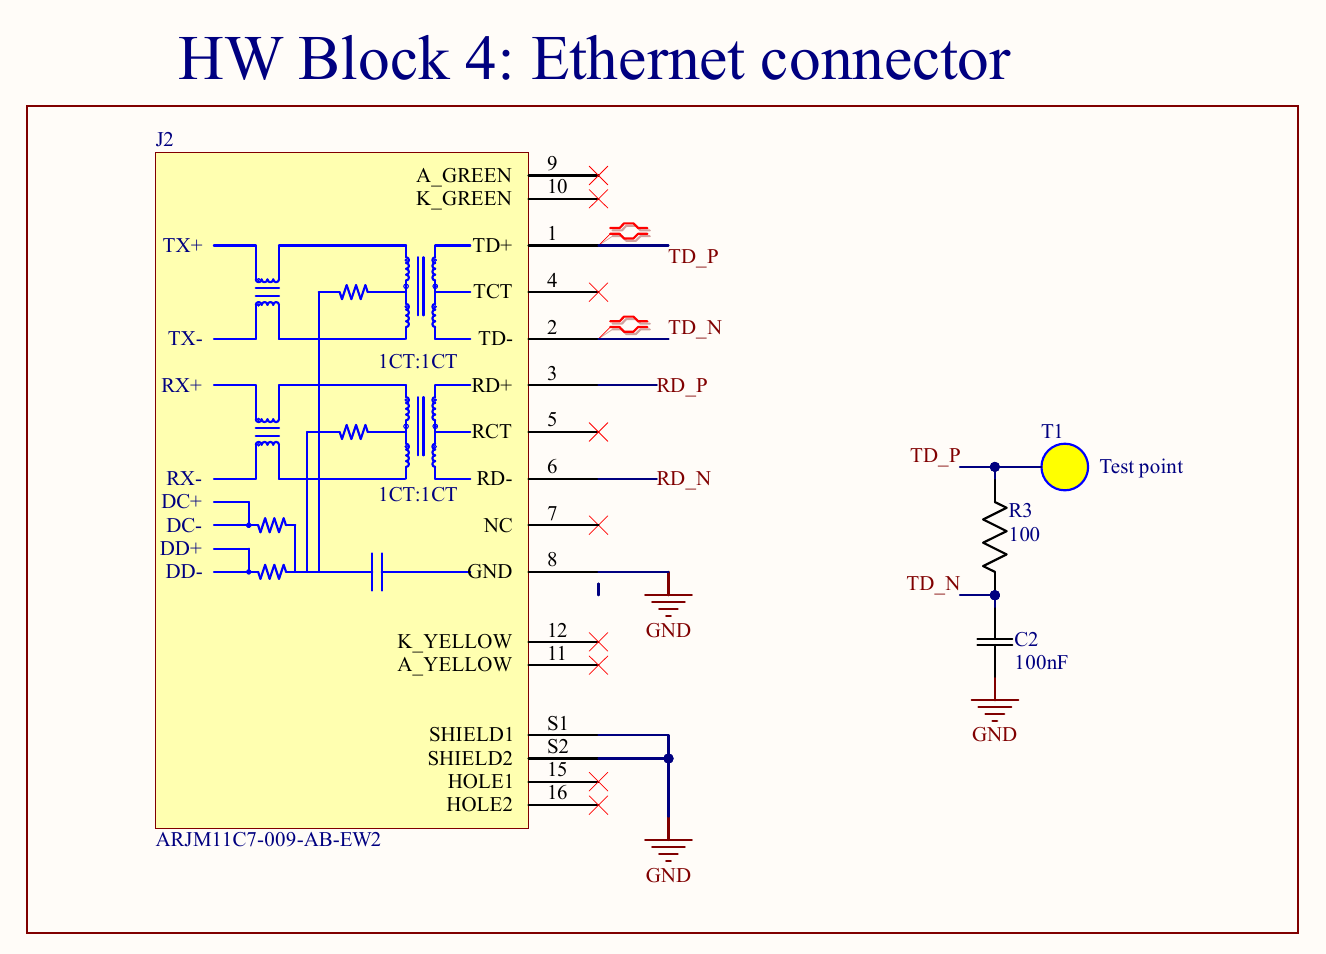 HW Block 4: Ethernet connector
J2
A_GREEN 9
K_GREEN 10
TX+ TD+ 1
TD_P
TCT 4
TX- TD- 2 TD_N
1CT:1CT
RX+ RD+ 3 RD_P
RCT 5
RX- RD- 6 RD_N
1CT:1CT
DC+
DC- NC 7
DD+
DD- GND 8
GND
K_YELLOW 12
A_YELLOW 11
SHIELD1 S1
SHIELD2 S2
HOLE1 15
HOLE2 16
ARJM11C7-009-AB-EW2
GND
T1
TD_P Test point
R3
100
TD_N
C2
100nF
GND